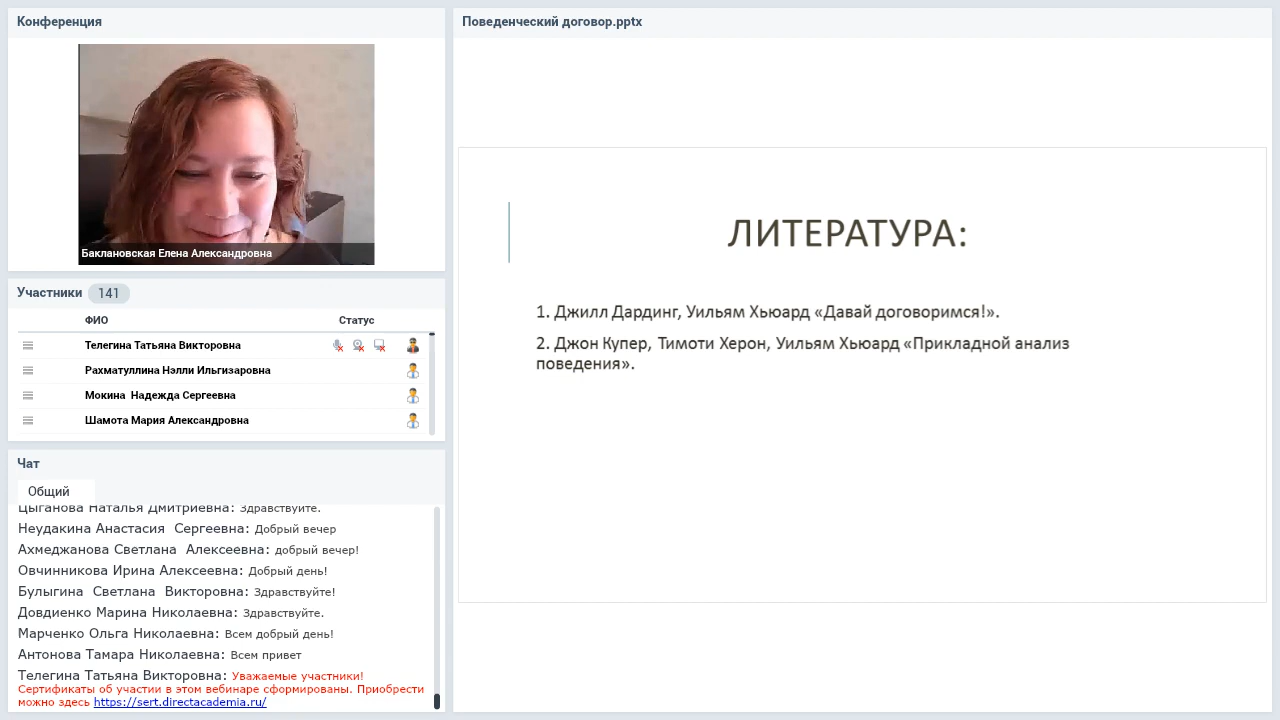 Конференция
Баклановская Елена Александровна
Участники 141
ФИО Статус
Телегина Татьяна Викторовна
Рахматуллина Нэлли Ильгизаровна
Мокина Надежда Сергеевна
Шамота Мария Александровна
Чат
Общий
Цыганова Наталья Дмитриевна: Здравствуйте.
Неудакина Анастасия Сергеевна: Добрый вечер
Ахмеджанова Светлана Алексеевна: добрый вечер!
Овчинникова Ирина Алексеевна: Добрый день!
Булыгина Светлана Викторовна: Здравствуйте!
Довдиенко Марина Николаевна: Здравствуйте.
Марченко Ольга Николаевна: Всем добрый день!
Антонова Тамара Николаевна: Всем привет
Телегина Татьяна Викторовна: Уважаемые участники!
Сертификаты об участии в этом вебинаре сформированы. Приобрести
можно здесь https://sert.directacademia.ru/
Поведенческий договор.pptx
ЛИТЕРАТУРА:
1. Джилл Дардинг, Уильям Хьюард «Давай договоримся!».
2. Джон Купер, Тимоти Херон, Уильям Хьюард «Прикладной анализ
поведения».